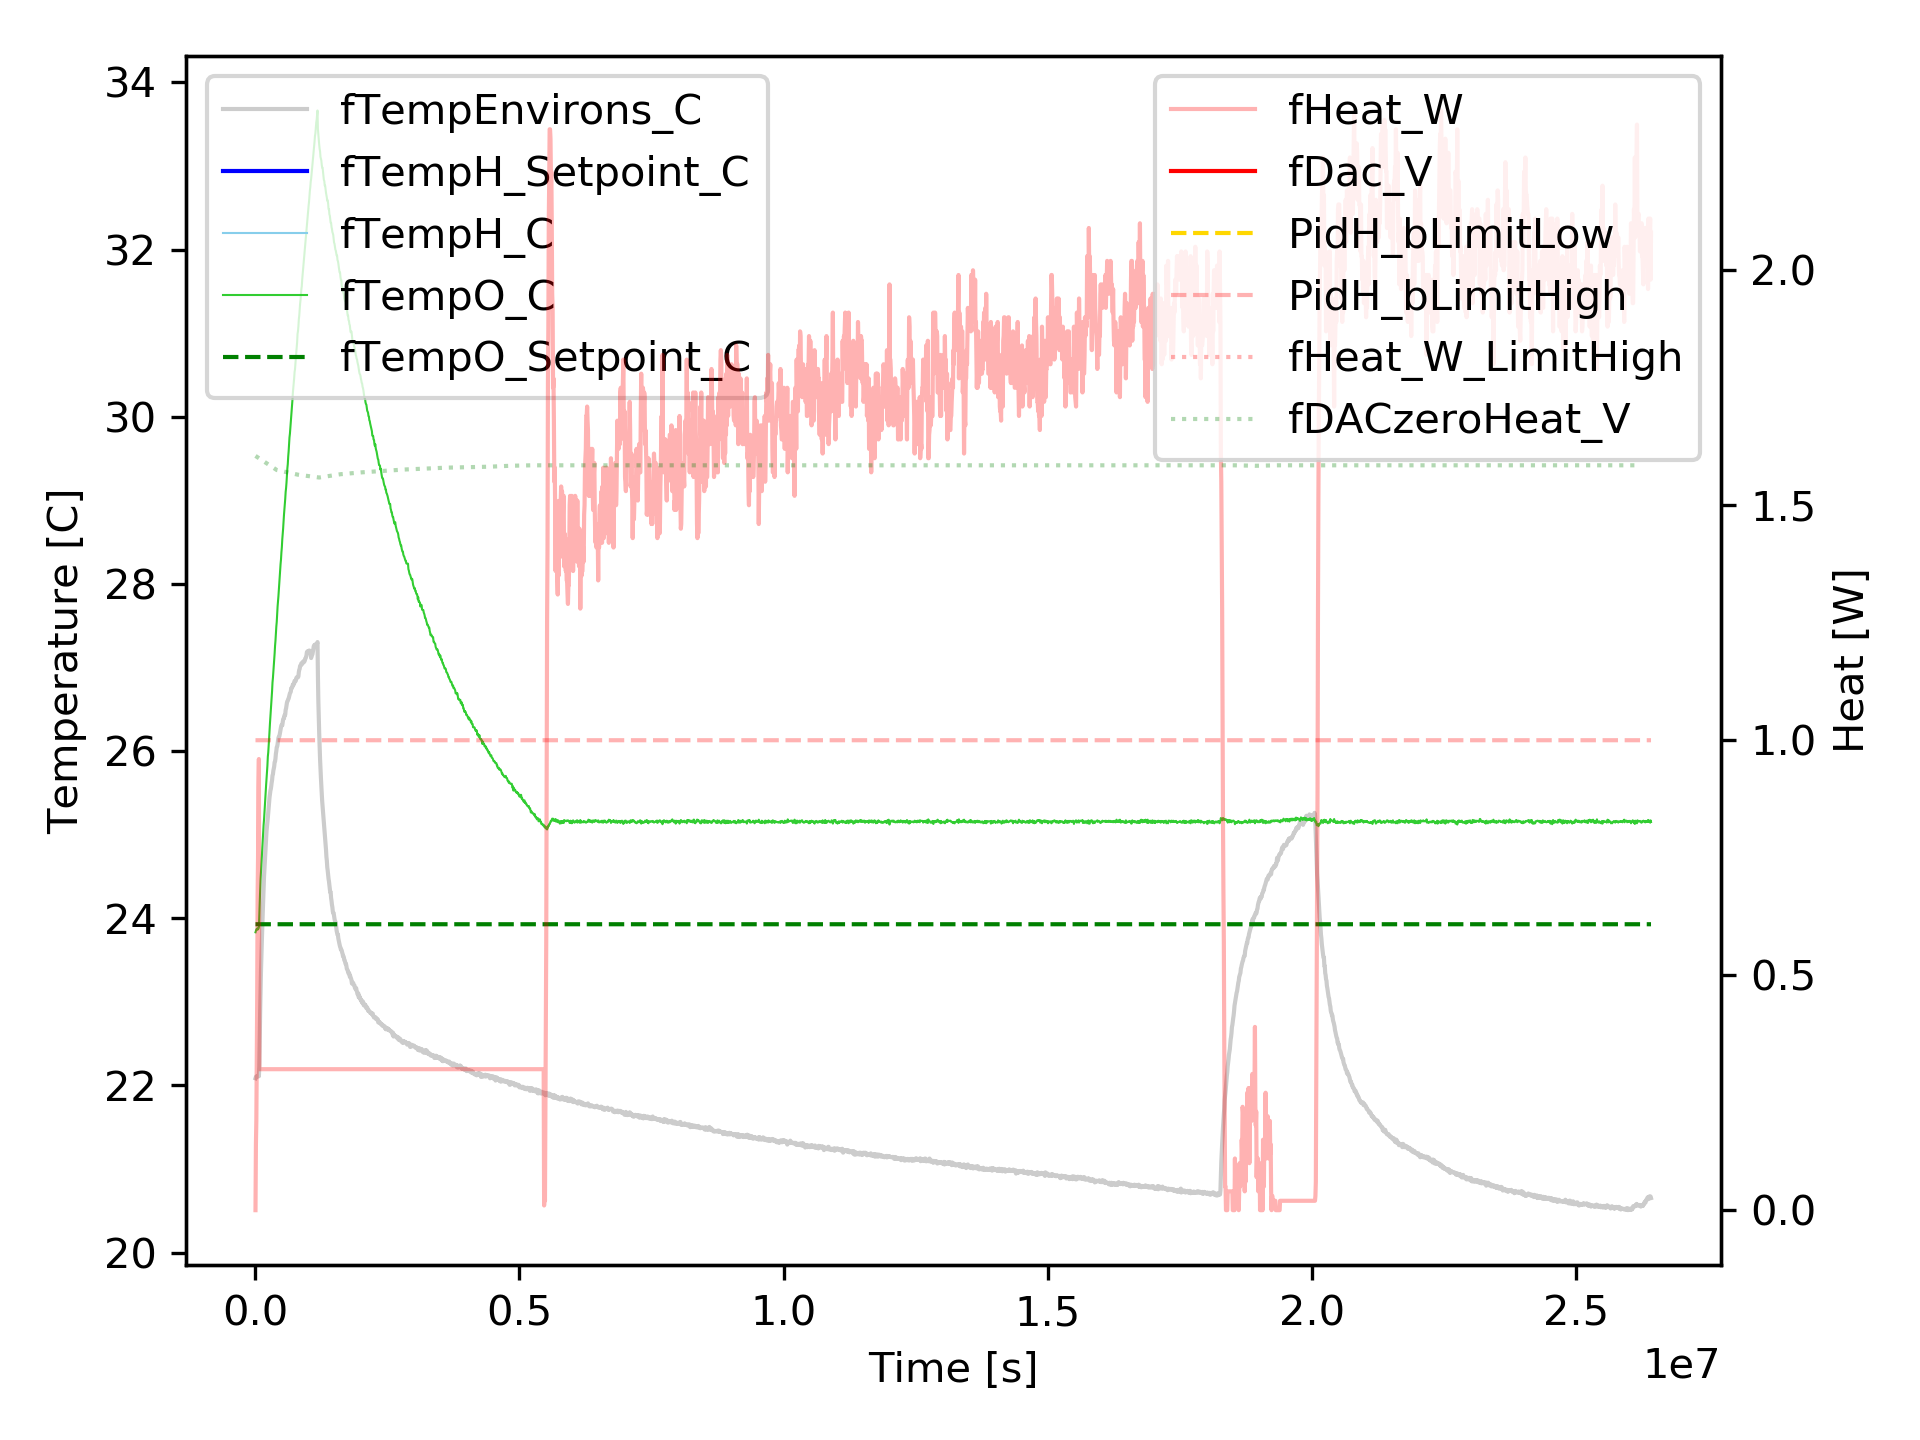 34
32
30
28
26
24
22
20
Temperature [C]
fTempEnvirons_C
fTempH_Setpoint_C
fTempH_C
fTempO_C
fTempO_Setpoint_C
fHeat_W
fDac_V
PidH_bLimitLow
PidH_bLimitHigh
fHeat_W_LimitHigh
fDACzeroHeat_V
2.0
1.5
1.0
0.5
0.0
Heat [W]
0.0 0.5 1.0 1.5 2.0 2.5
1e7
Time [s]